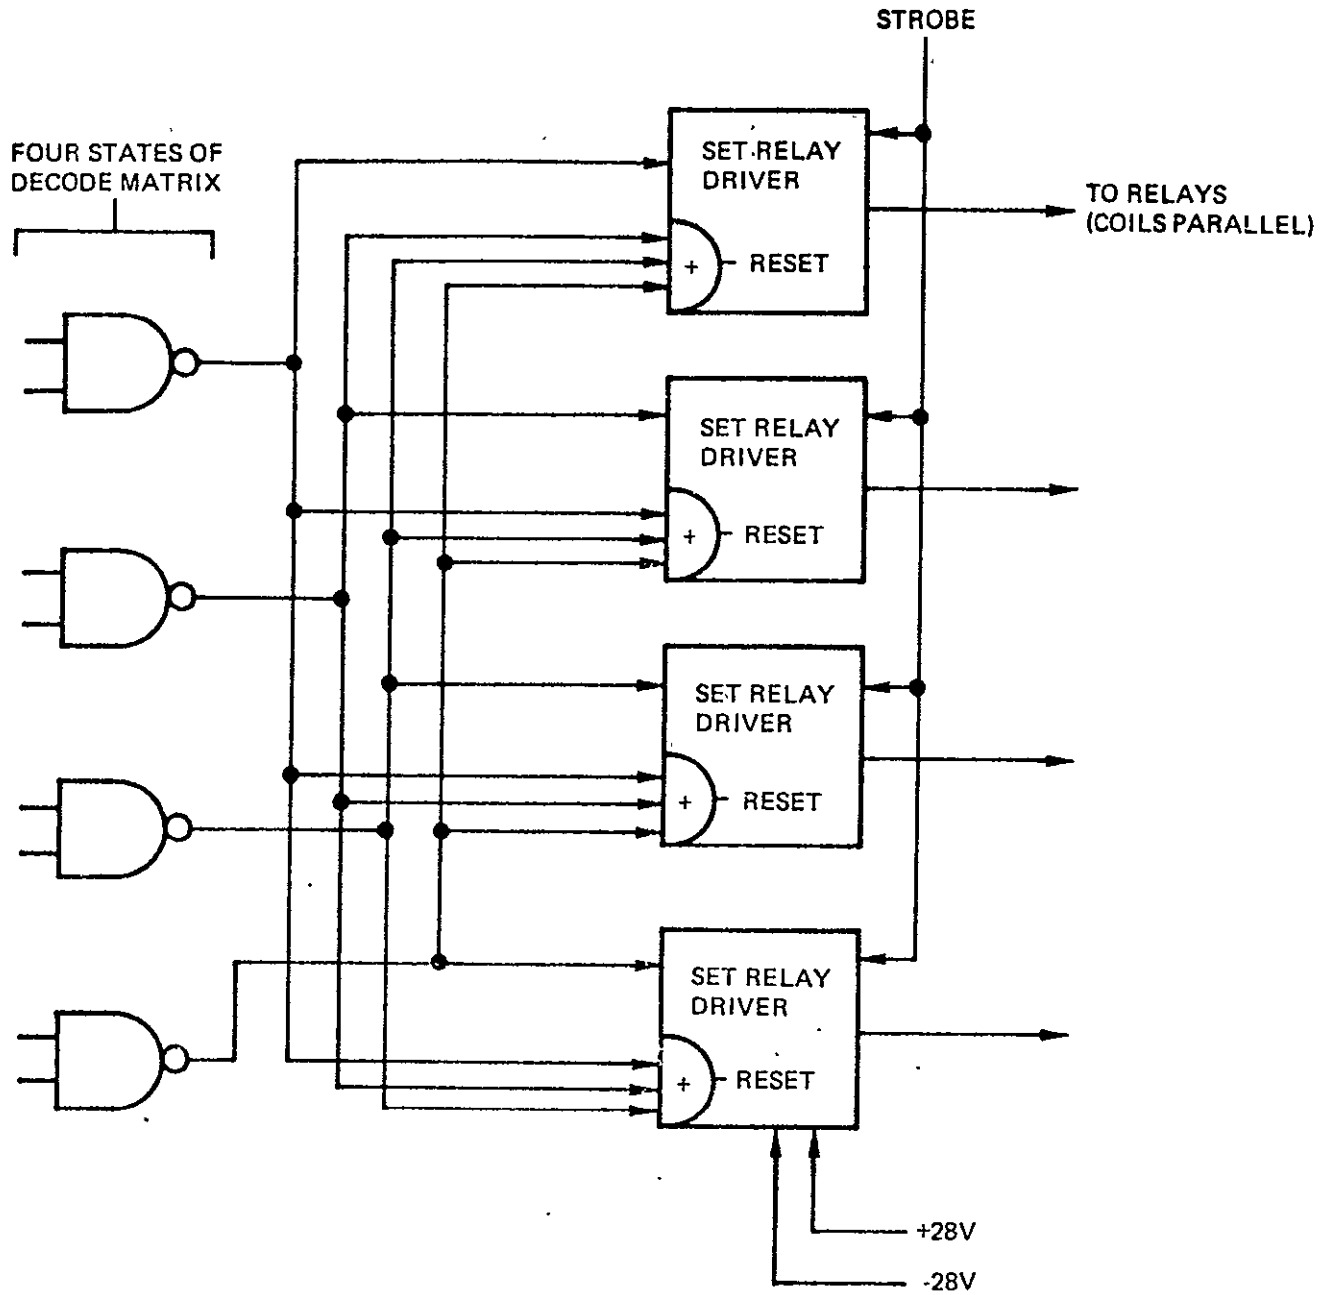 STROBE
FOUR STATES OF
DECODE MATRIX
SET RELAY
DRIVER
TO RELAYS
(COILS PARALLEL)
+
RESET
SET RELAY
DRIVER
+
RESET
SET RELAY
DRIVER
+
RESET
SET RELAY
DRIVER
+
RESET
+28V
-28V